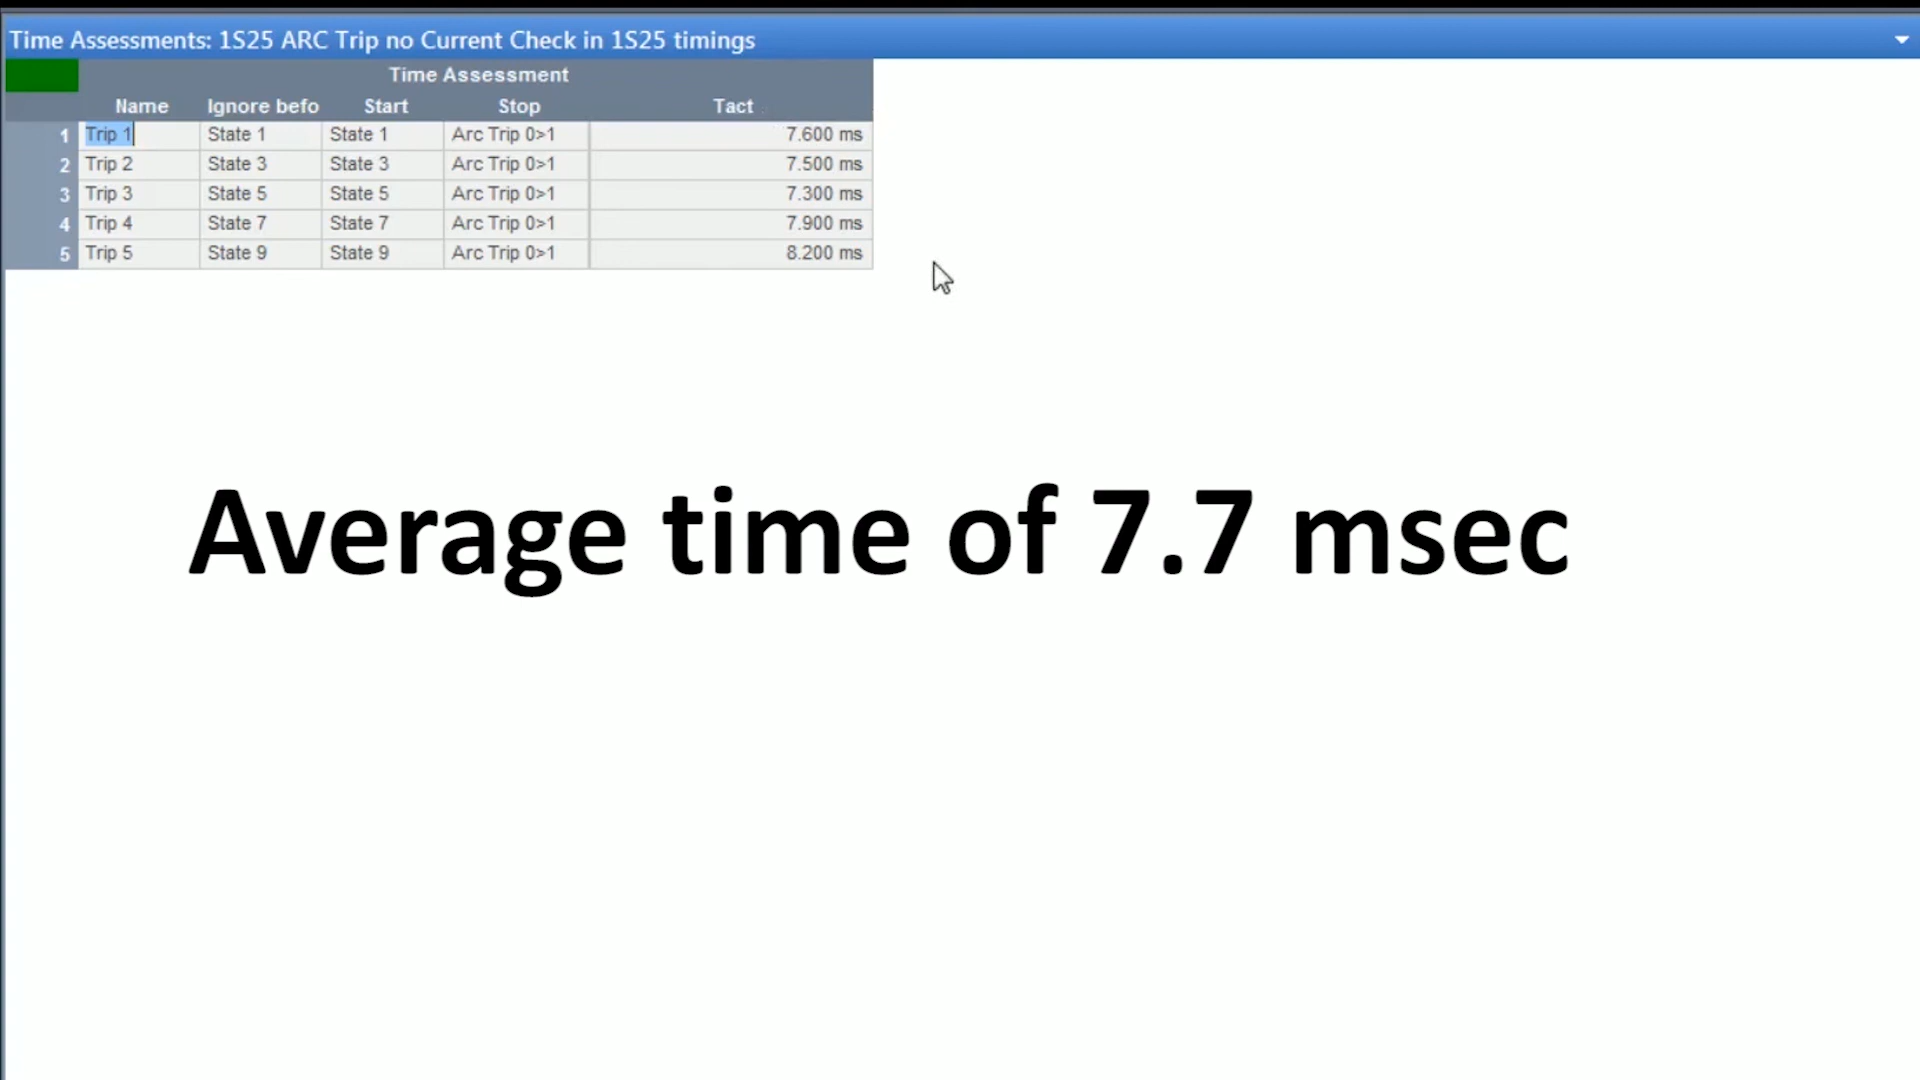 Time Assessments: 1S25 ARC Trip no Current Check in 1S25 timings
Time Assessment
Name Ignore befo Start Stop Tact
1 Trip 1 State 1 State 1 Arc Trip 0>1 7.600 ms
2 Trip 2 State 3 State 3 Arc Trip 0>1 7.500 ms
3 Trip 3 State 5 State 5 Arc Trip 0>1 7.300 ms
4 Trip 4 State 7 State 7 Arc Trip 0>1 7.900 ms
5 Trip 5 State 9 State 9 Arc Trip 0>1 8.200 ms
Average time of 7.7 msec